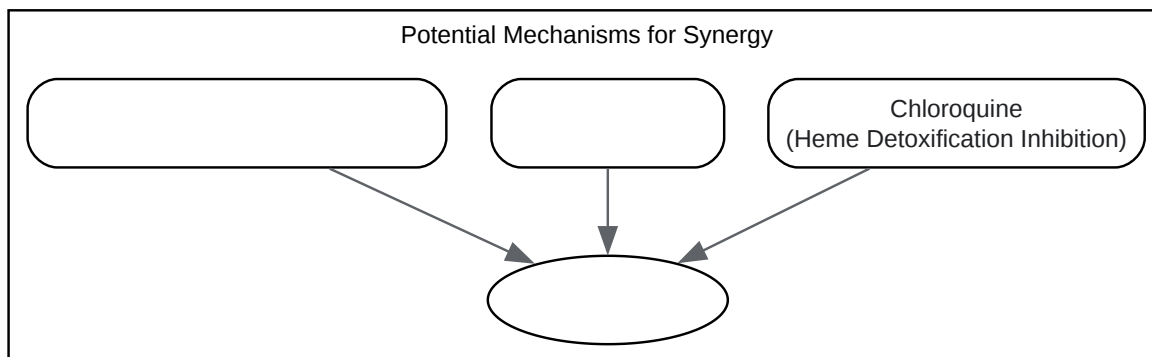 Potential Mechanisms for Synergy
Chloroquine
(Heme Detoxification Inhibition)